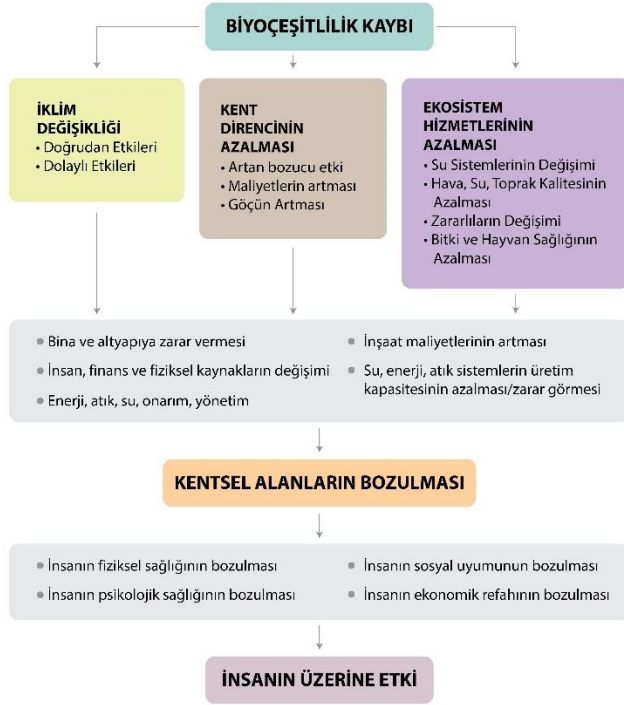 BİYOÇEŞİTLİLİK KAYBI
İKLİM
DEĞİŞİKLİĞİ
• Doğrudan Etkileri
• Dolaylı Etkileri
KENT
DİRENCİNİN
AZALMASI
• Artan bozucu etki
• Maliyetlerin artması
• Göçün Artması
EKOSİSTEM
HİZMETLERİNİN
AZALMASI
• Su Sistemlerinin Değişimi
• Hava, Su, Toprak Kalitesinin
Azalması
• Zararlıların Değişimi
• Bitki ve Hayvan Sağlığının
Azalması
• Bina ve altyapıya zarar vermesi
• İnsan, finans ve fiziksel kaynakların değişimi
• Enerji, atık, su, onarım, yönetim
• İnşaat maliyetlerinin artması
• Su, enerji, atık sistemlerin üretim
kapasitesinin azalması/zarar görmesi
KENTSEL ALANLARIN BOZULMASI
• İnsanın fiziksel sağlığının bozulması
• İnsanın psikolojik sağlığının bozulması
• İnsanın sosyal uyumunun bozulması
• İnsanın ekonomik refahının bozulması
İNSANIN ÜZERİNE ETKİ